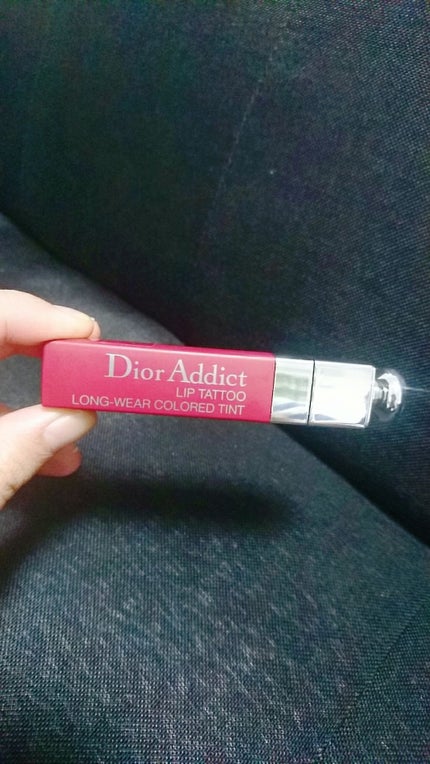 Dior Addict
LIP TATTOO
LONG-WEAR COLORED TINT